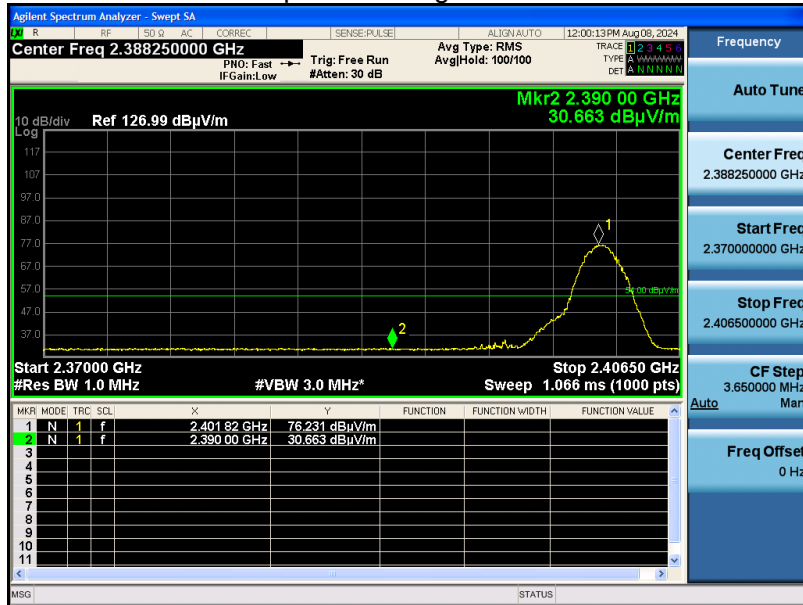 Agilent Spectrum Analyzer - Swept SA
LXI R RF 50 Ω AC CORREC SENSE:PULSE ALIGN AUTO 12:00:13 PM Aug 08, 2024
Center Freq 2.388250000 GHz
PNO: Fast
IFGain:Low
Trig: Free Run
#Atten: 30 dB
Avg Type: RMS
Avg|Hold: 100/100
TRACE 1 2 3 4 5 6
TYPE A WWWWW
DET A N N N N N
Mkr2 2.390 00 GHz
30.663 dBµV/m
10 dB/div Ref 126.99 dBµV/m
Log
117
107
97.0
87.0
77.0
67.0
57.0
47.0
37.0
1
2
54.00 dBµV/m
Start 2.37000 GHz Stop 2.40650 GHz
#Res BW 1.0 MHz #VBW 3.0 MHz* Sweep 1.066 ms (1000 pts)
MKR MODE TRC SCL X Y FUNCTION FUNCTION WIDTH FUNCTION VALUE
1 N 1 f 2.401 82 GHz 76.231 dBµV/m
2 N 1 f 2.390 00 GHz 30.663 dBµV/m
3
4
5
6
7
8
9
10
11
MSG STATUS
Frequency
Auto Tune
Center Freq
2.388250000 GHz
Start Freq
2.370000000 GHz
Stop Freq
2.406500000 GHz
CF Step
3.650000 MHz
Auto Man
Freq Offset
0 Hz